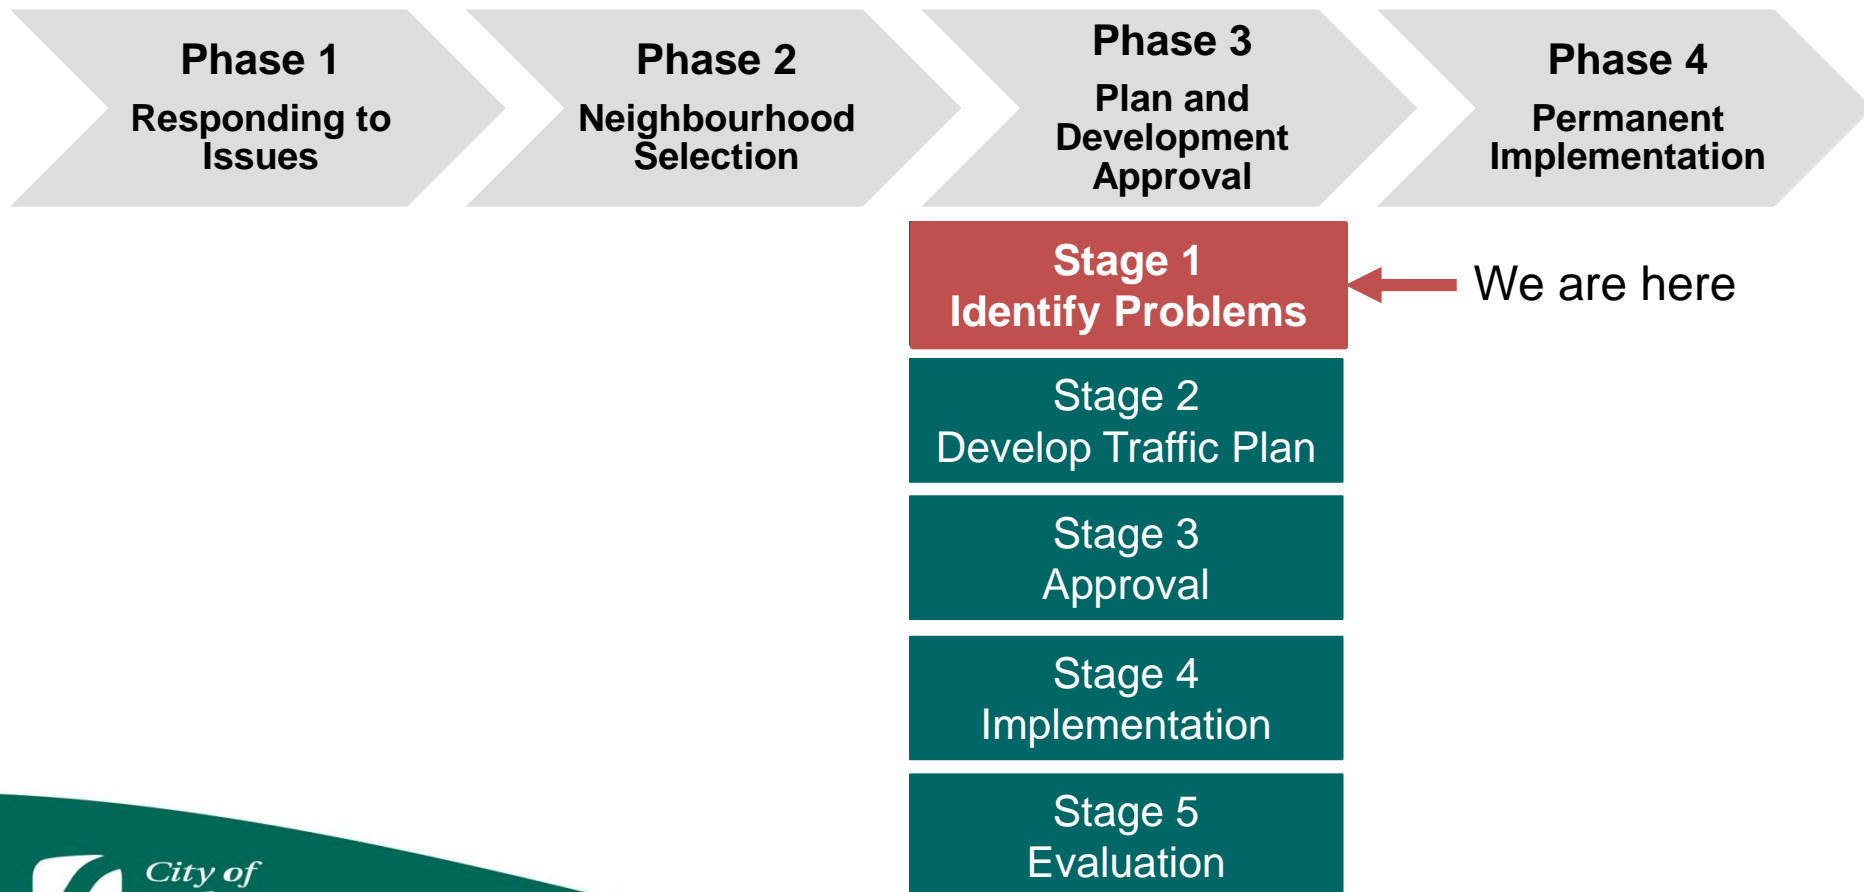 Phase 1
Responding to
Issues
Phase 2
Neighbourhood
Selection
Phase 3
Plan and
Development
Approval
Phase 4
Permanent
Implementation
Stage 1
Identify Problems
We are here
Stage 2
Develop Traffic Plan
Stage 3
Approval
Stage 4
Implementation
Stage 5
Evaluation
City of